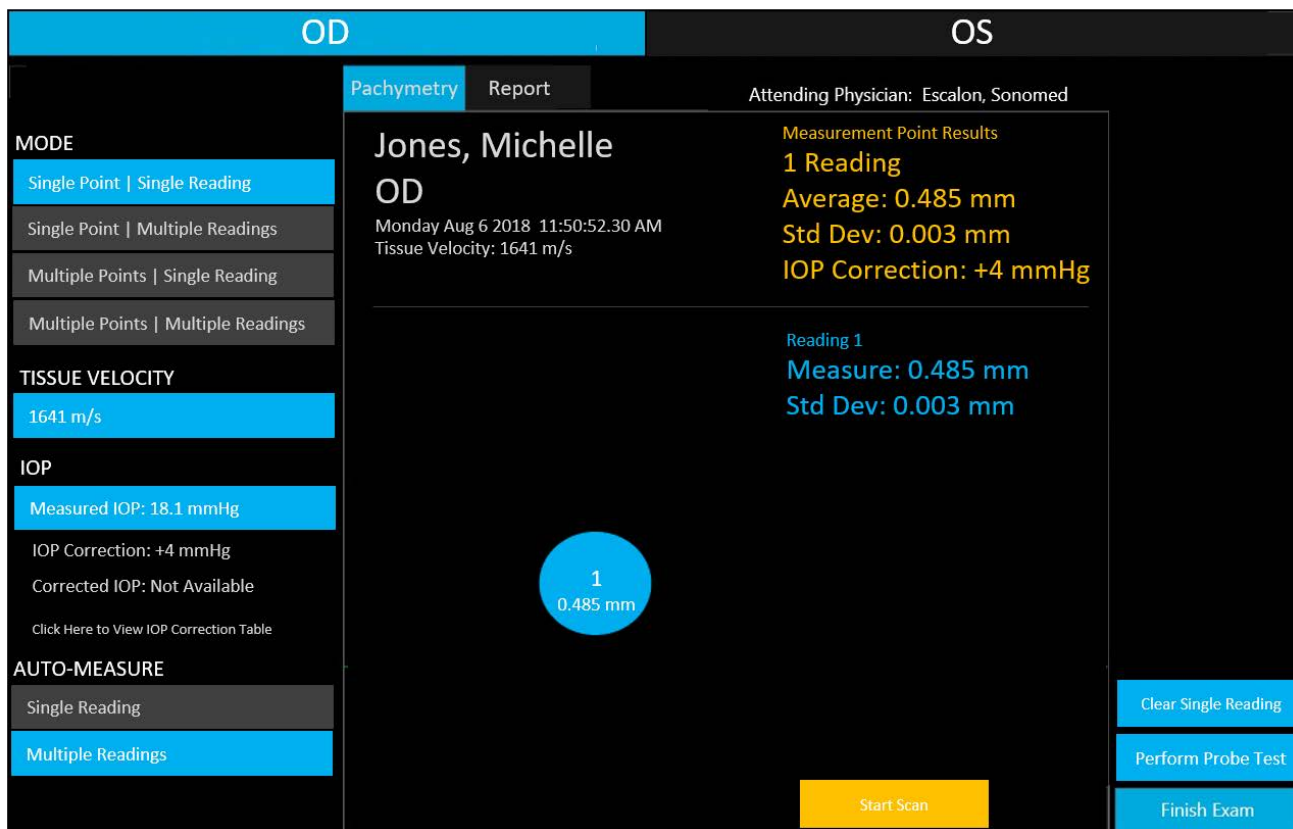 OD
OS
Pachymetry
Report
Attending Physician: Escalon, Sonomed
MODE
Single Point | Single Reading
Single Point | Multiple Readings
Multiple Points | Single Reading
Multiple Points | Multiple Readings
TISSUE VELOCITY
1641 m/s
IOP
Measured IOP: 18.1 mmHg
IOP Correction: +4 mmHg
Corrected IOP: Not Available
Click Here to View IOP Correction Table
AUTO-MEASURE
Single Reading
Multiple Readings
Jones, Michelle
OD
Monday Aug 6 2018 11:50:52.30 AM
Tissue Velocity: 1641 m/s
Measurement Point Results
1 Reading
Average: 0.485 mm
Std Dev: 0.003 mm
IOP Correction: +4 mmHg
Reading 1
Measure: 0.485 mm
Std Dev: 0.003 mm
1
0.485 mm
Start Scan
Clear Single Reading
Perform Probe Test
Finish Exam